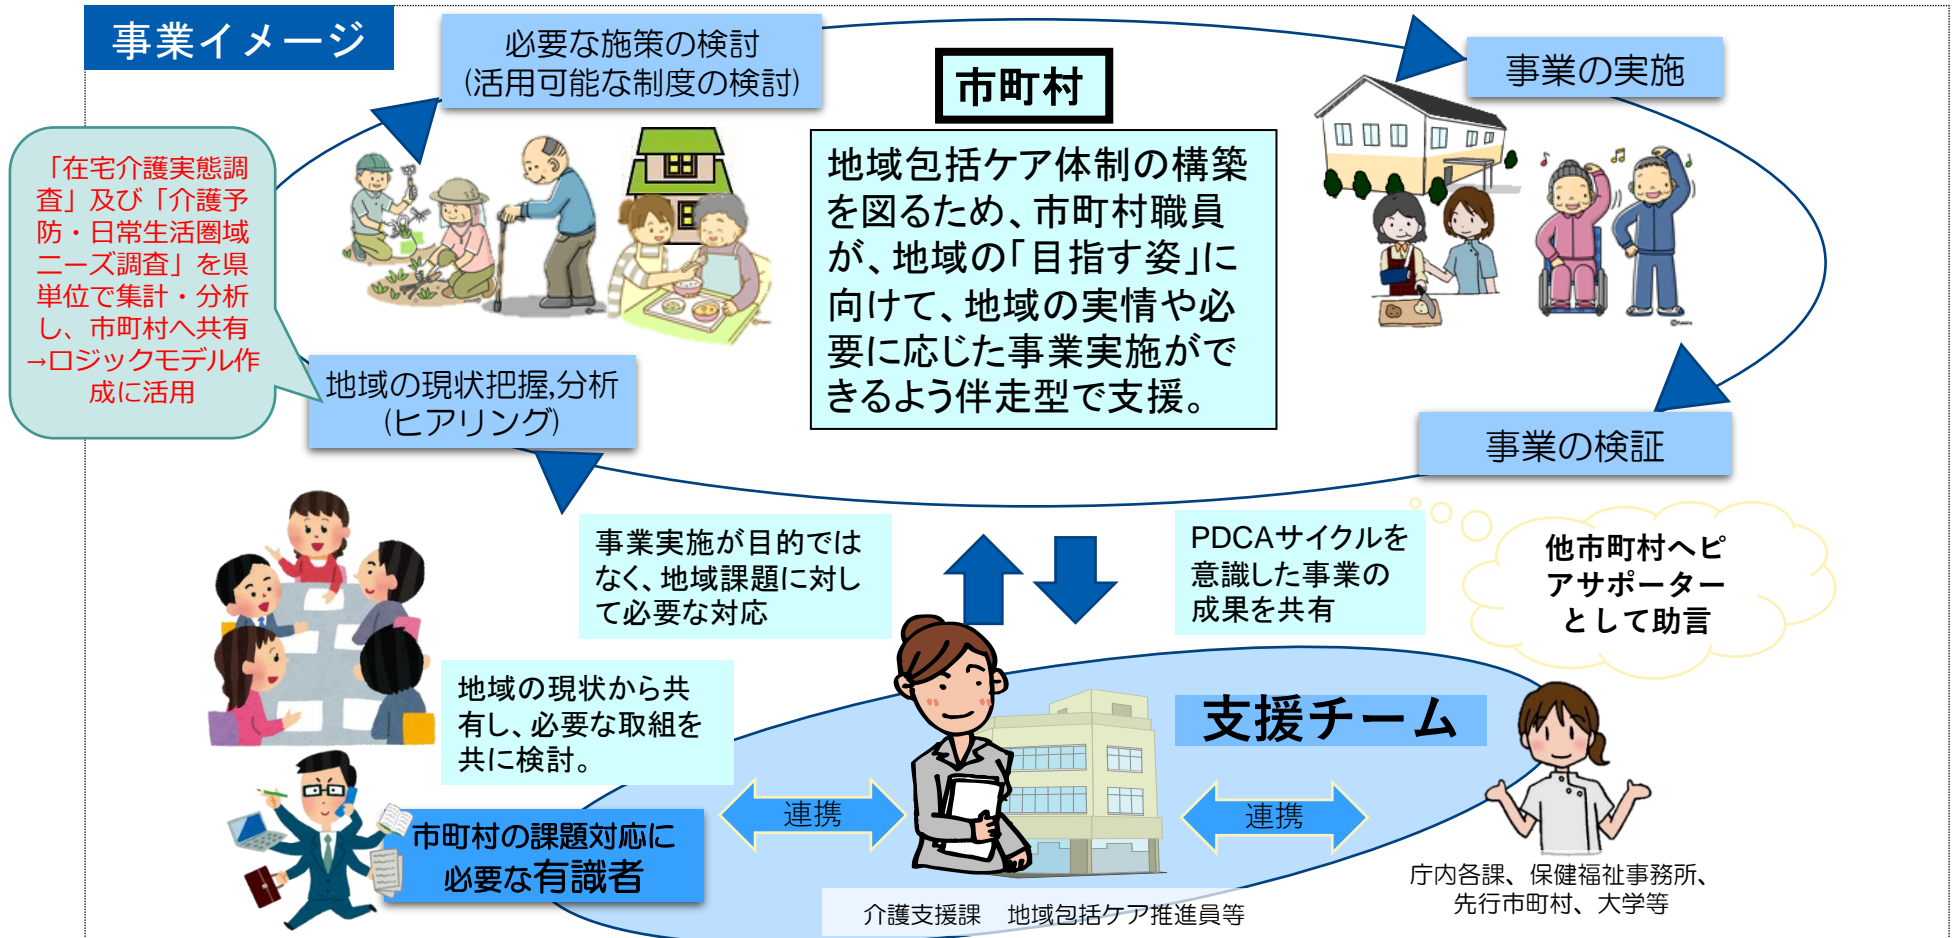 事業イメージ
必要な施策の検討
(活用可能な制度の検討)
市町村
事業の実施
「在宅介護実態調
査」及び「介護予
防・日常生活圏域
ニーズ調査」を県
単位で集計・分析
し、市町村へ共有
→ロジックモデル作
成に活用
地域包括ケア体制の構築
を図るため、市町村職員
が、地域の「目指す姿」に
向けて、地域の実情や必
要に応じた事業実施がで
きるよう伴走型で支援。
地域の現状把握,分析
(ヒアリング)
事業の検証
事業実施が目的では
なく、地域課題に対し
て必要な対応
PDCAサイクルを
意識した事業の
成果を共有
他市町村へピ
アサポーター
として助言
地域の現状から共
有し、必要な取組を
共に検討。
支援チーム
連携
連携
市町村の課題対応に
必要な有識者
介護支援課　地域包括ケア推進員等
庁内各課、保健福祉事務所、
先行市町村、大学等